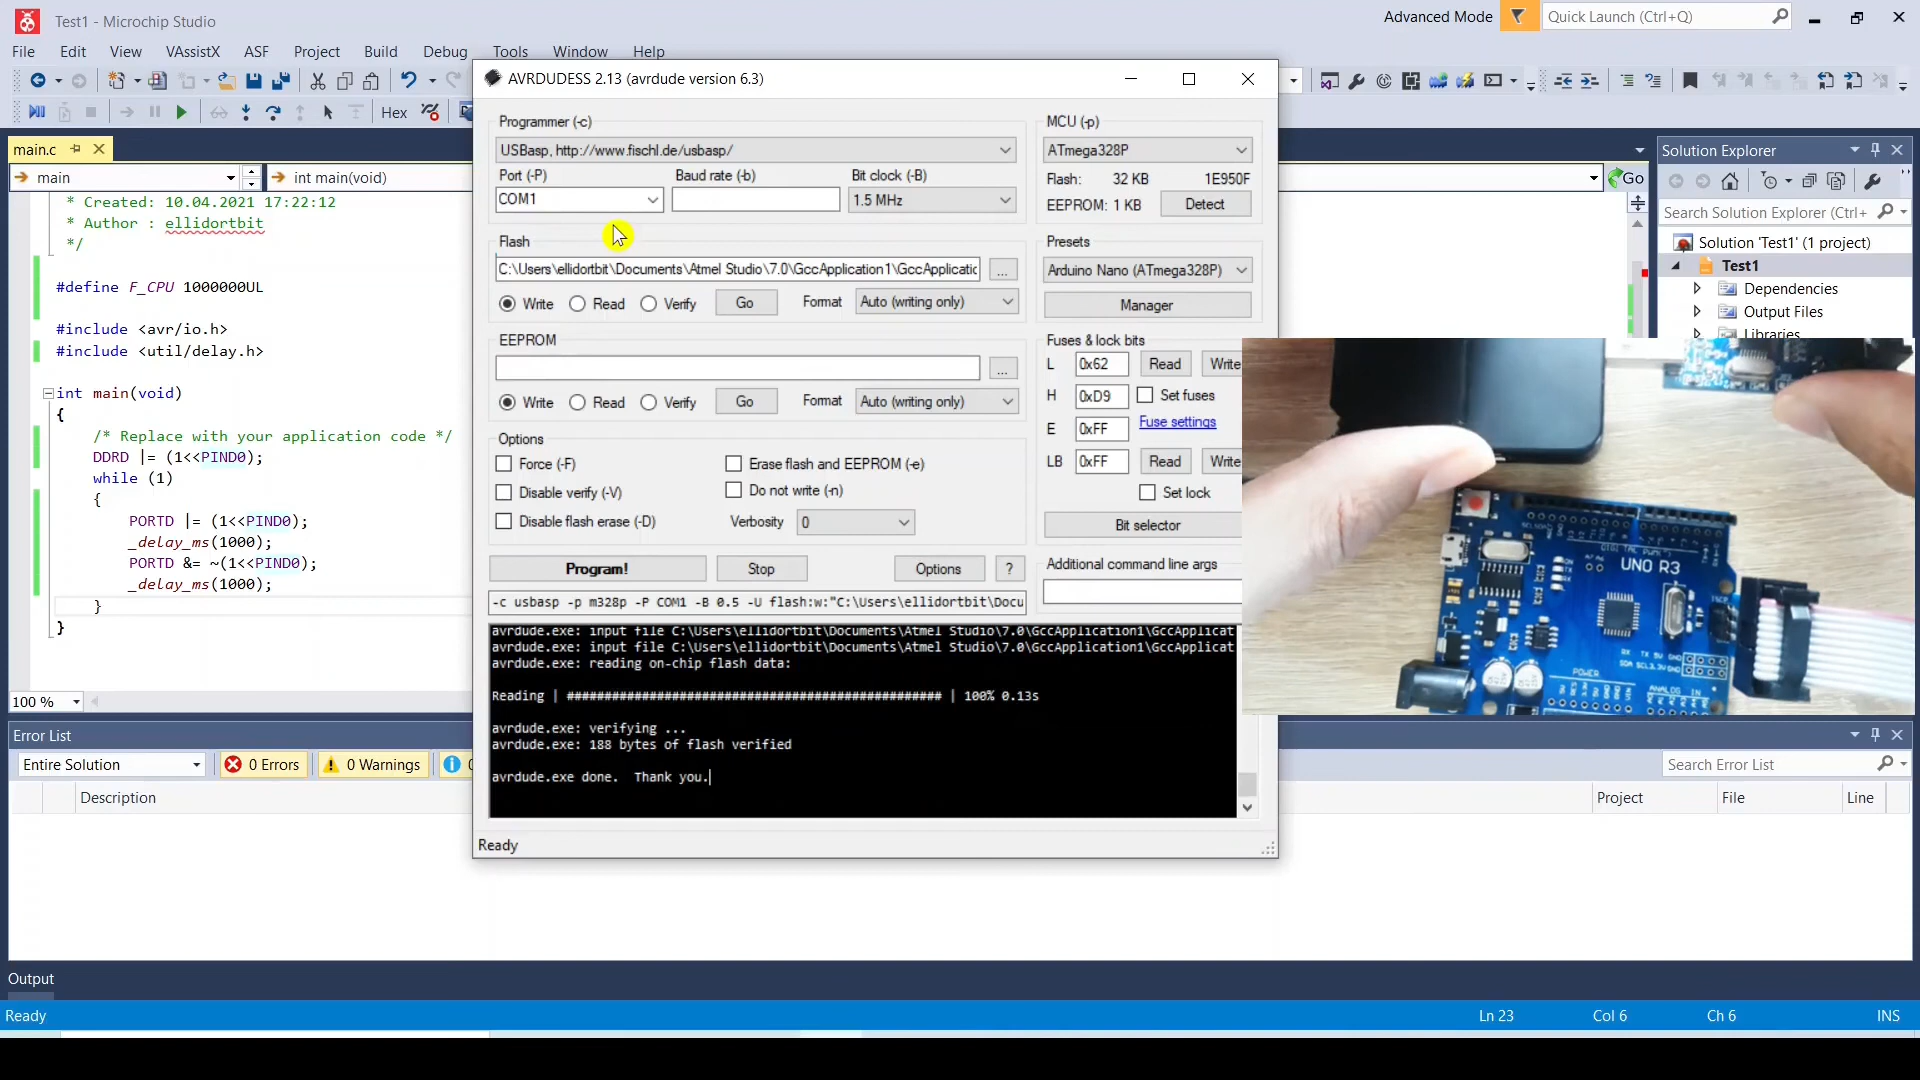 Test1 - Microchip Studio
Advanced Mode
Quick Launch (Ctrl+Q)
File Edit View VAssistX ASF Project Build Debug Tools Window Help
Hex
main.c
main
int main(void)
Go
* Created: 10.04.2021 17:22:12
* Author : ellidortbit
*/
#define F_CPU 1000000UL
#include <avr/io.h>
#include <util/delay.h>
int main(void)
{
/* Replace with your application code */
DDRD |= (1<<PIND0);
while (1)
{
PORTD |= (1<<PIND0);
_delay_ms(1000);
PORTD &= ~(1<<PIND0);
_delay_ms(1000);
}
}
100 %
AVRDUDESS 2.13 (avrdude version 6.3)
Programmer (-c)
USBasp, http://www.fischl.de/usbasp/
Port (-P) Baud rate (-b) Bit clock (-B)
COM1 1.5 MHz
Flash
C:\Users\ellidortbit\Documents\Atmel Studio\7.0\GccApplication1\GccApplicatic
...
Write Read Verify Go Format Auto (writing only)
EEPROM
...
Write Read Verify Go Format Auto (writing only)
Options
Force (-F) Erase flash and EEPROM (-e)
Disable verify (-V) Do not write (-n)
Disable flash erase (-D) Verbosity 0
Program! Stop Options ?
-c usbasp -p m328p -P COM1 -B 0.5 -U flash:w:"C:\Users\ellidortbit\Docu
MCU (-p)
ATmega328P
Flash: 32 KB 1E950F
EEPROM: 1 KB Detect
Presets
Arduino Nano (ATmega328P)
Manager
Fuses & lock bits
L 0x62 Read Write
H 0xD9 Set fuses
E 0xFF Fuse settings
LB 0xFF Read Write
Set lock
Bit selector
Additional command line args
avrdude.exe: input file C:\Users\ellidortbit\Documents\Atmel Studio\7.0\GccApplication1\GccApplicat
avrdude.exe: input file C:\Users\ellidortbit\Documents\Atmel Studio\7.0\GccApplication1\GccApplicat
avrdude.exe: reading on-chip flash data:
Reading | ################################################## | 100% 0.13s
avrdude.exe: verifying ...
avrdude.exe: 188 bytes of flash verified
avrdude.exe done.  Thank you.
Ready
Solution Explorer
Search Solution Explorer (Ctrl+
Solution 'Test1' (1 project)
Test1
Dependencies
Output Files
Libraries
UNO R3
POWER
ANALOG IN
Error List
Entire Solution 0 Errors 0 Warnings 0
Search Error List
Description Project File Line
Output
Ready Ln 23 Col 6 Ch 6 INS